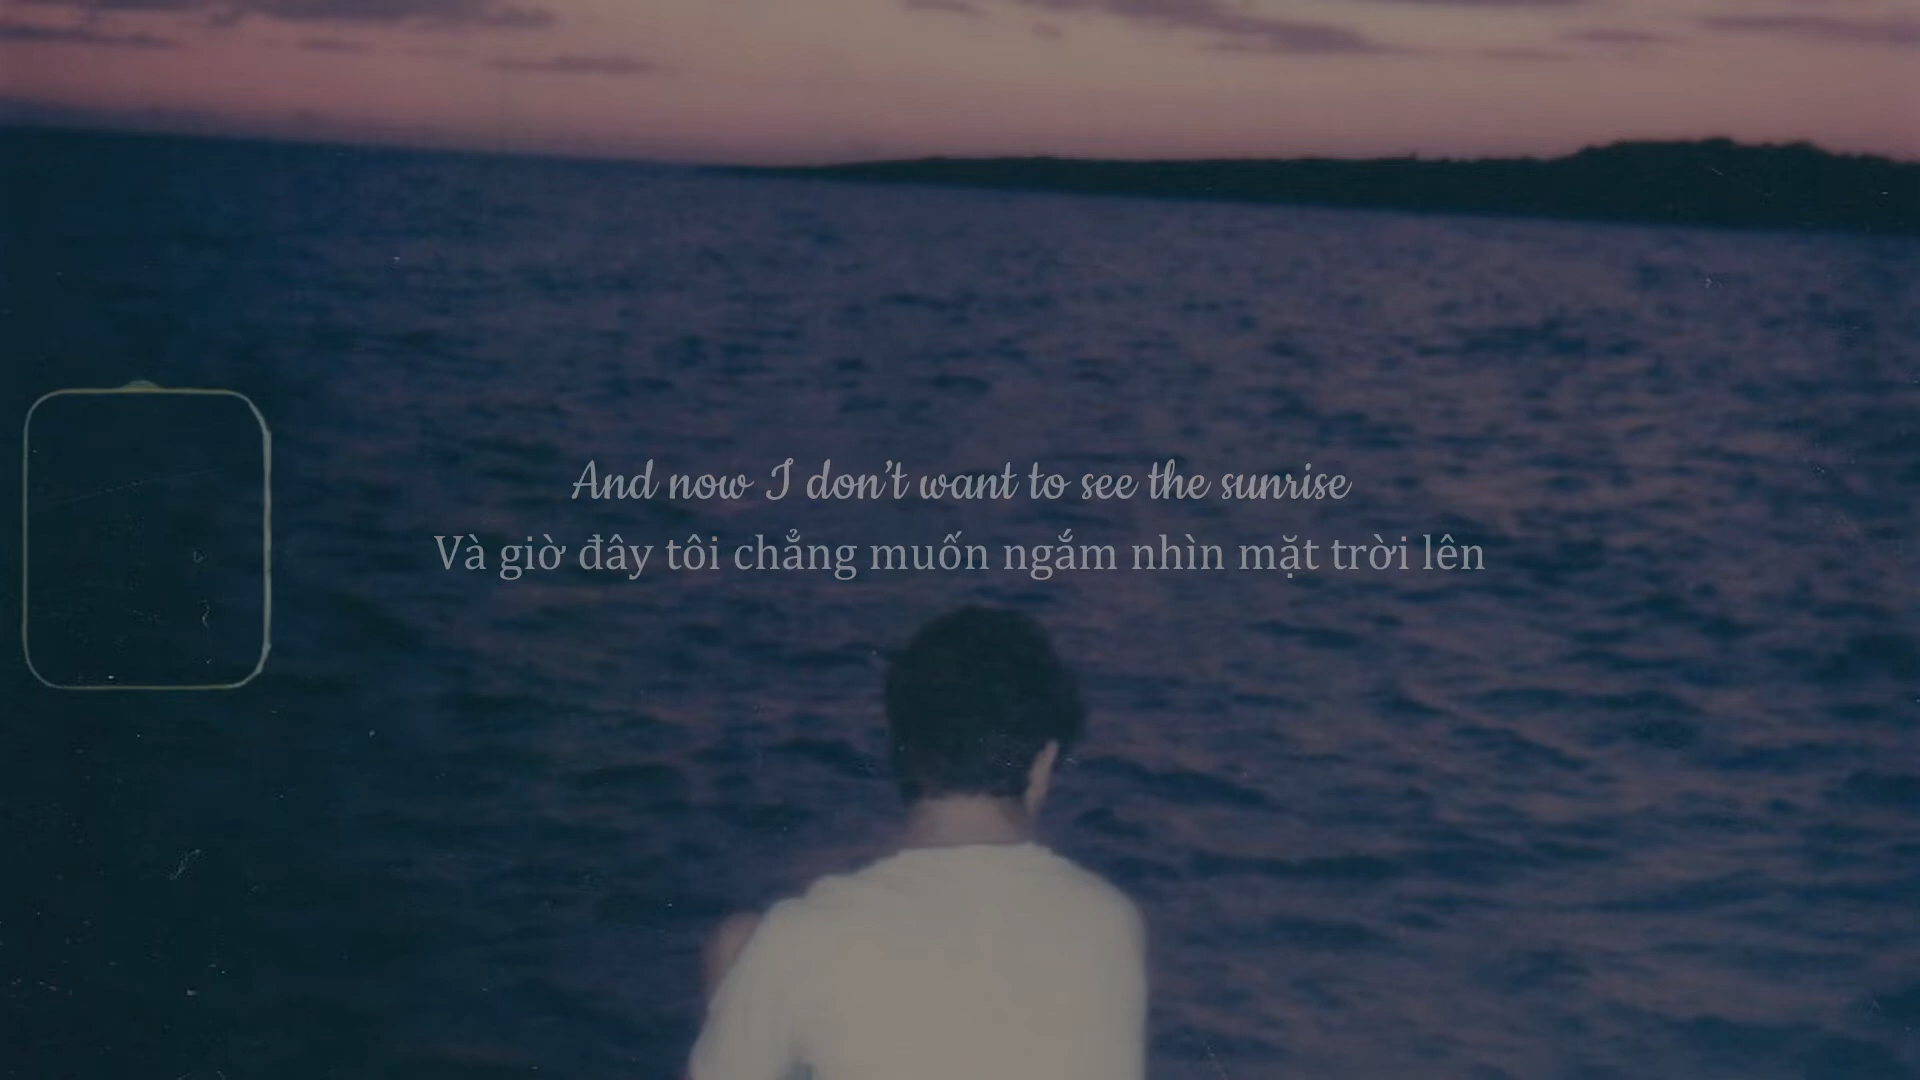 And now I don’t want to see the sunrise
Và giờ đây tôi chẳng muốn ngắm nhìn mặt trời lên